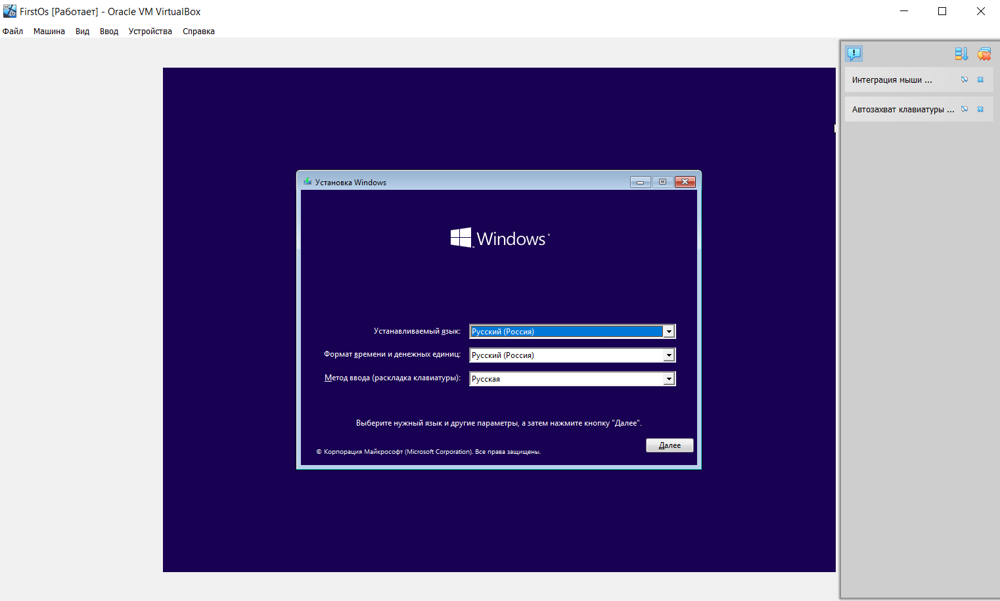 FirstOs [Работает] - Oracle VM VirtualBox
Файл Машина Вид Ввод Устройства Справка
Интеграция мыши ...
Автозахват клавиатуры ...
Установка Windows
Windows
Устанавливаемый язык: Русский (Россия)
Формат времени и денежных единиц: Русский (Россия)
Метод ввода (раскладка клавиатуры): Русская
Выберите нужный язык и другие параметры, а затем нажмите кнопку "Далее".
Далее
© Корпорация Майкрософт (Microsoft Corporation). Все права защищены.